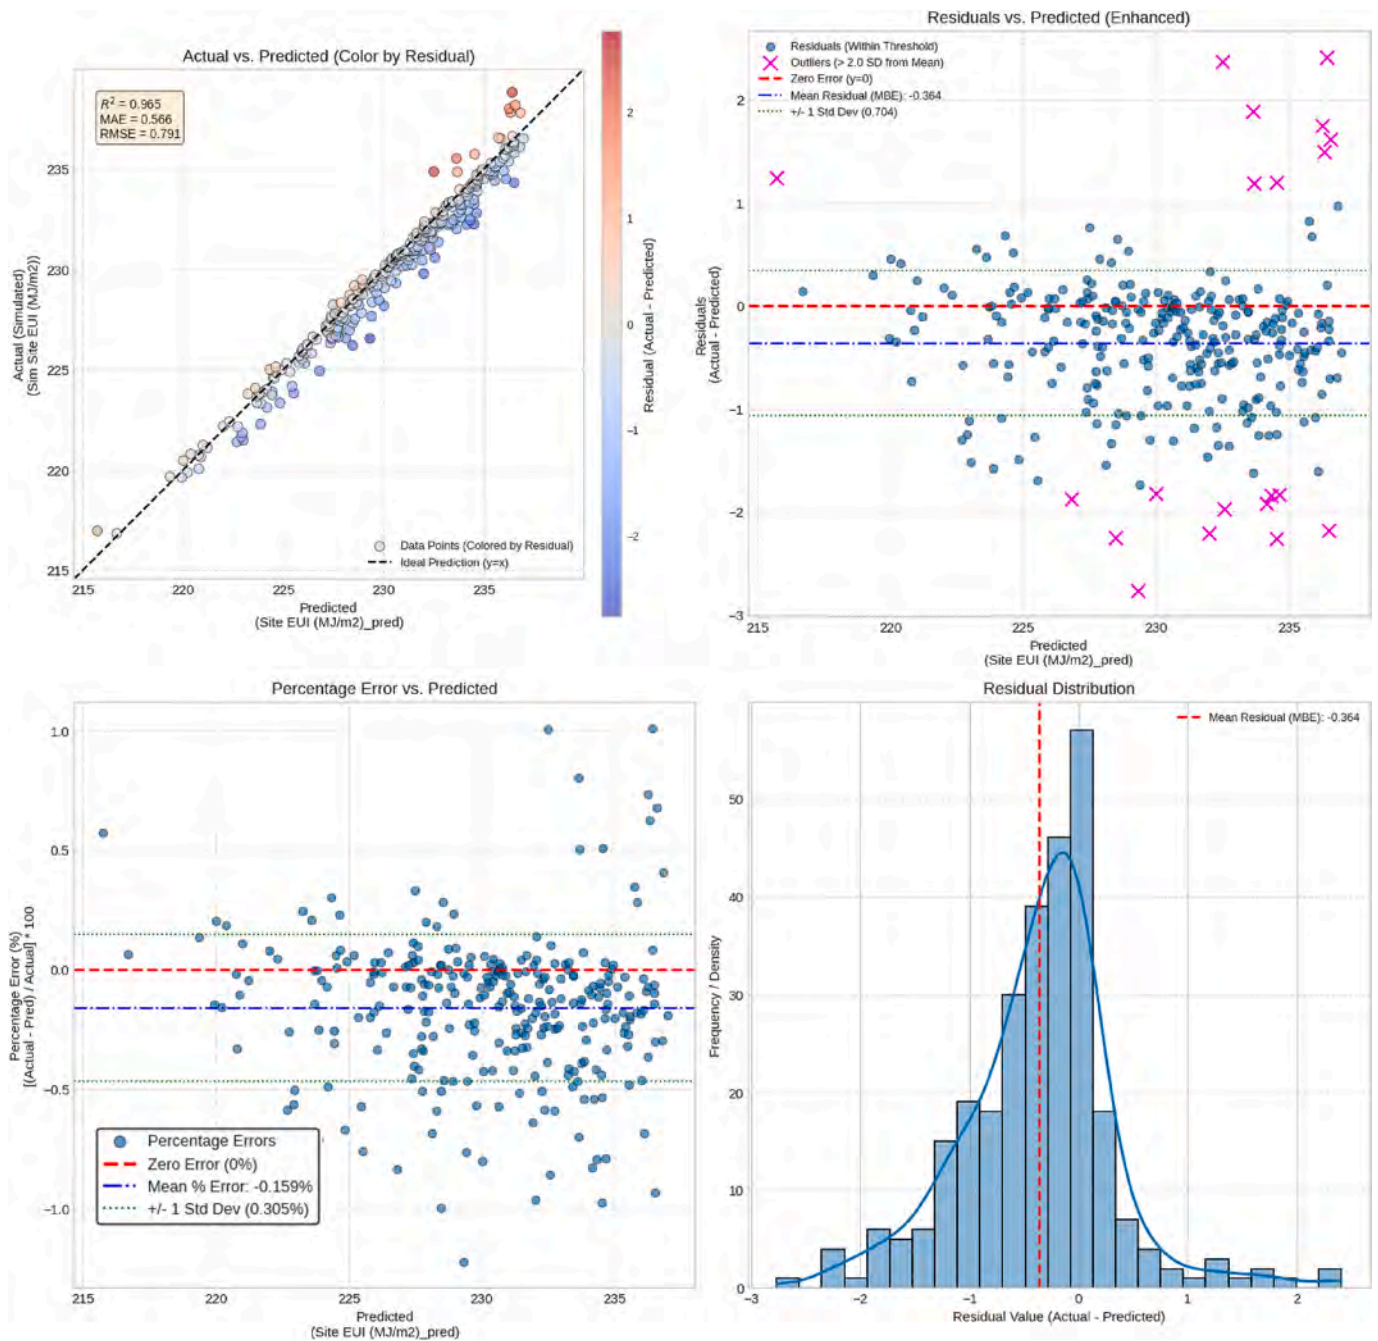 Actual vs. Predicted (Color by Residual)
R² = 0.965
MAE = 0.566
RMSE = 0.791
235
230
225
220
215
Actual (Simulated)
(Sim Site EUI (MJ/m2))
215
220
225
230
235
Predicted
(Site EUI (MJ/m2)_pred)
Data Points (Colored by Residual)
Ideal Prediction (y=x)
2
1
0
−1
−2
Residual (Actual - Predicted)
Residuals vs. Predicted (Enhanced)
Residuals (Within Threshold)
Outliers (> 2.0 SD from Mean)
Zero Error (y=0)
Mean Residual (MBE): -0.364
+/- 1 Std Dev (0.704)
2
1
0
−1
−2
−3
Residuals
(Actual - Predicted)
215
220
225
230
235
Predicted
(Site EUI (MJ/m2)_pred)
Percentage Error vs. Predicted
1.0
0.5
0.0
−0.5
−1.0
Percentage Error (%)
[(Actual - Pred) / Actual] * 100
Percentage Errors
Zero Error (0%)
Mean % Error: -0.159%
+/- 1 Std Dev (0.305%)
215
220
225
230
235
Predicted
(Site EUI (MJ/m2)_pred)
Residual Distribution
Mean Residual (MBE): -0.364
50
40
30
20
10
0
Frequency / Density
−3
−2
−1
0
1
2
Residual Value (Actual - Predicted)